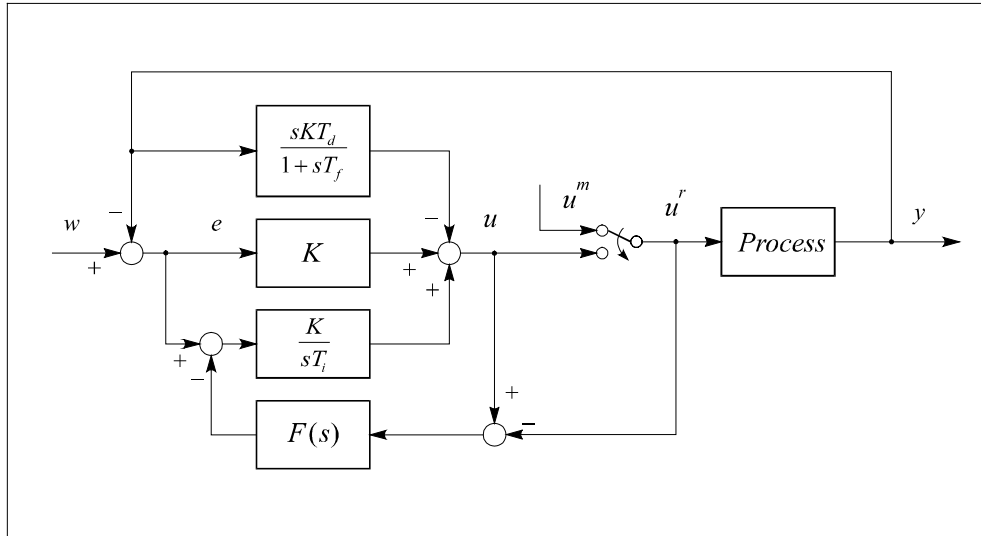 sKT_d
1 + sT_f
−
w
e
−
u
u^m
u^r
y
+
K
+
+
Process
K
sT_i
+
−
+
−
F(s)